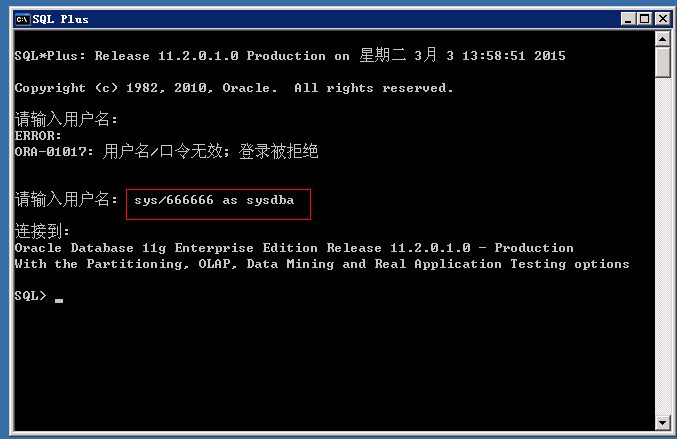 SQL Plus
SQL*Plus: Release 11.2.0.1.0 Production on 星期二 3月 3 13:58:51 2015
Copyright (c) 1982, 2010, Oracle.  All rights reserved.
请输入用户名:
ERROR:
ORA-01017: 用户名/口令无效; 登录被拒绝
请输入用户名:  sys/666666 as sysdba
连接到:
Oracle Database 11g Enterprise Edition Release 11.2.0.1.0 - Production
With the Partitioning, OLAP, Data Mining and Real Application Testing options
SQL> _